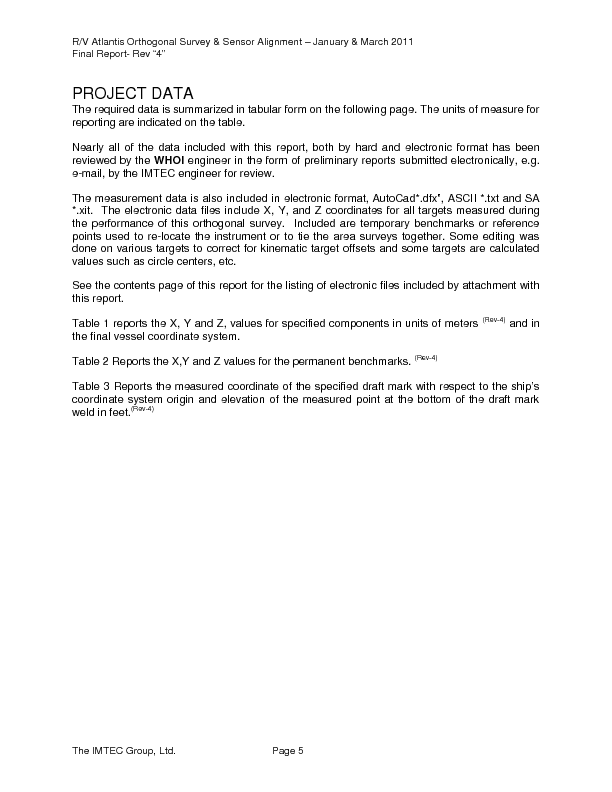 R/V Atlantis Orthogonal Survey & Sensor Alignment – January & March 2011
Final Report- Rev "4"
PROJECT DATA
The required data is summarized in tabular form on the following page. The units of measure for
reporting are indicated on the table.
Nearly all of the data included with this report, both by hard and electronic format has been
reviewed by the WHOI engineer in the form of preliminary reports submitted electronically, e.g.
e-mail, by the IMTEC engineer for review.
The measurement data is also included in electronic format, AutoCad*.dfx", ASCII *.txt and SA
*.xit. The electronic data files include X, Y, and Z coordinates for all targets measured during
the performance of this orthogonal survey. Included are temporary benchmarks or reference
points used to re-locate the instrument or to tie the area surveys together. Some editing was
done on various targets to correct for kinematic target offsets and some targets are calculated
values such as circle centers, etc.
See the contents page of this report for the listing of electronic files included by attachment with
this report.
Table 1 reports the X, Y and Z, values for specified components in units of meters (Rev-4) and in
the final vessel coordinate system.
Table 2 Reports the X,Y and Z values for the permanent benchmarks. (Rev-4)
Table 3 Reports the measured coordinate of the specified draft mark with respect to the ship's
coordinate system origin and elevation of the measured point at the bottom of the draft mark
weld in feet.(Rev-4)
The IMTEC Group, Ltd. Page 5